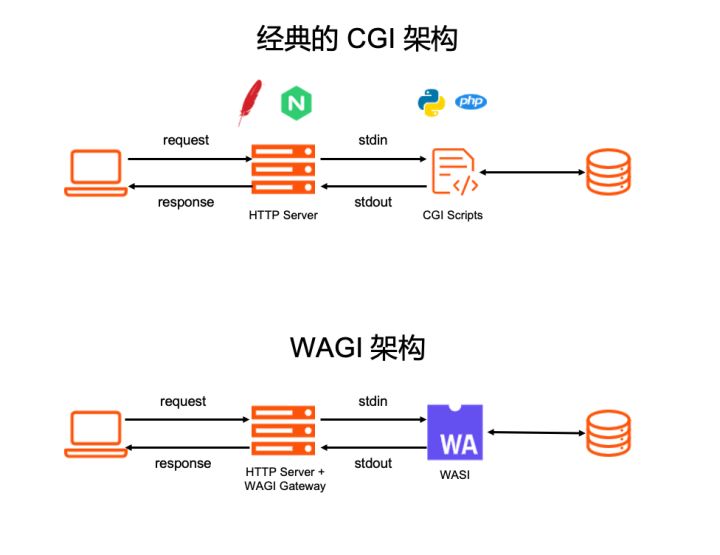 经典的 CGI 架构
N
php
request
stdin
response
stdout
HTTP Server
CGI Scripts
WAGI 架构
request
stdin
WA
response
stdout
HTTP Server +
WAGI Gateway
WASI